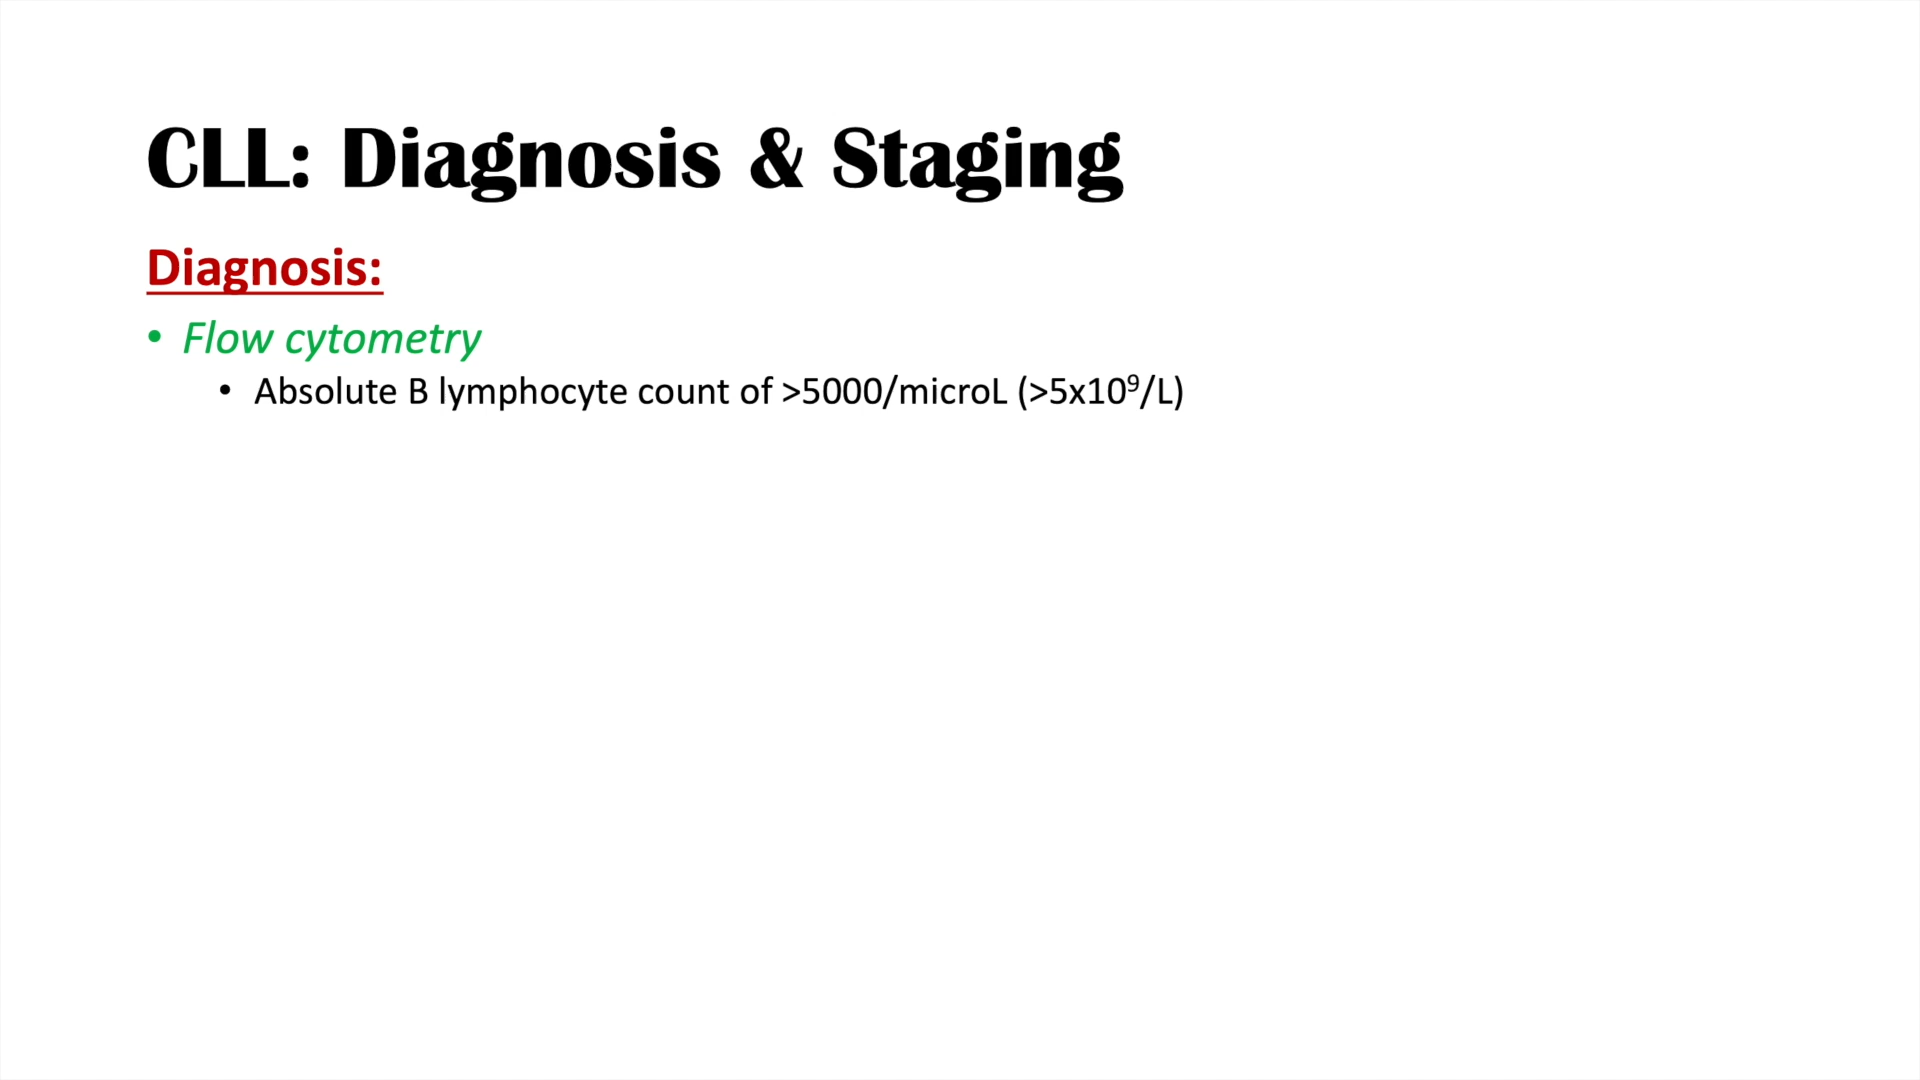 CLL: Diagnosis & Staging
Diagnosis:
• Flow cytometry
• Absolute B lymphocyte count of >5000/microL (>5x10⁹/L)